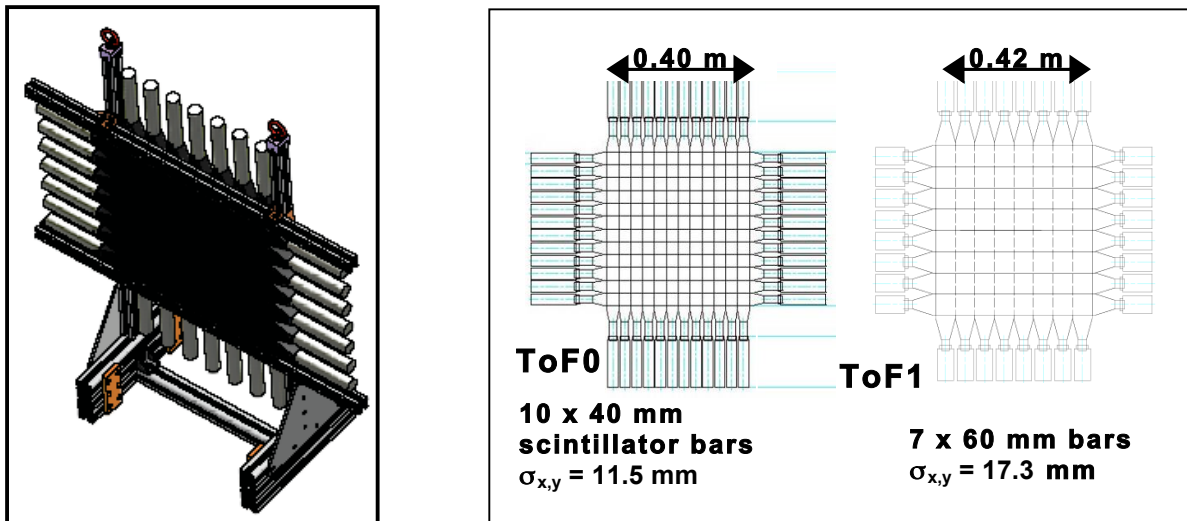 0.40 m
0.42 m
ToF0
ToF1
10 x 40 mm
scintillator bars
σx,y = 11.5 mm
7 x 60 mm bars
σx,y = 17.3 mm